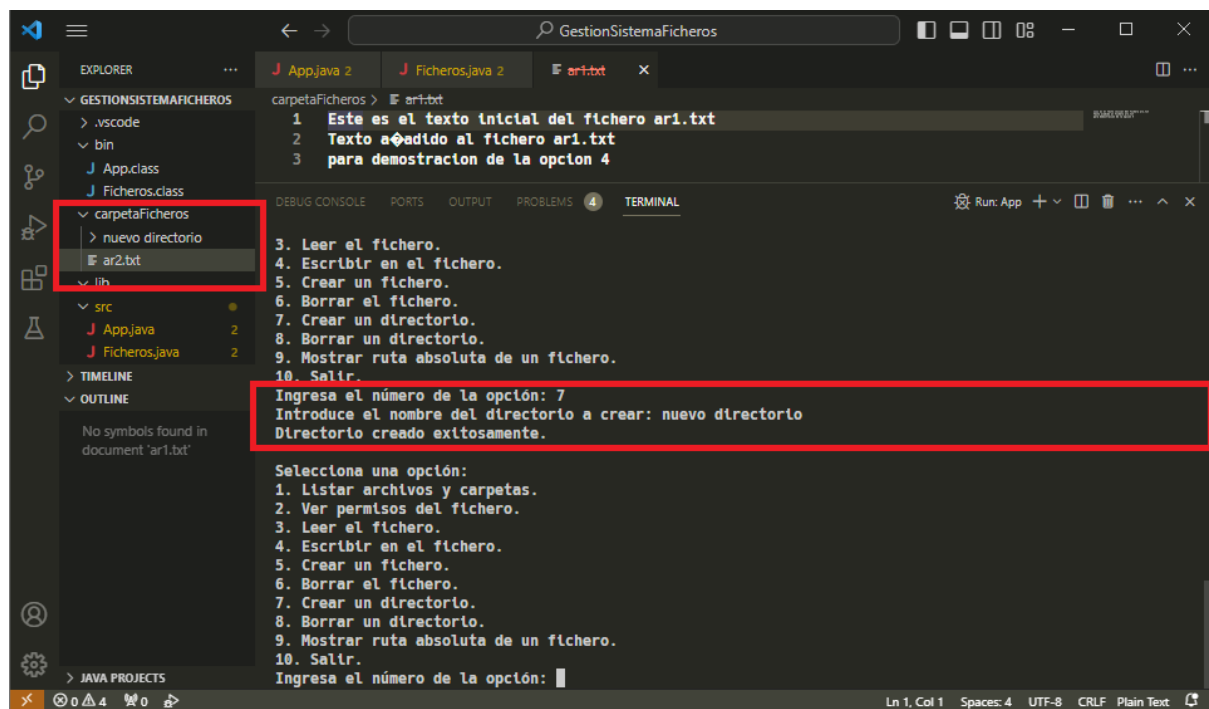 GestionSistemaFicheros
EXPLORER
App.java 2
Ficheros.java 2
ar1.txt
GESTIONSISTEMAFICHEROS
.vscode
bin
App.class
Ficheros.class
carpetaFicheros
nuevo directorio
ar2.txt
lib
src
App.java 2
Ficheros.java 2
TIMELINE
OUTLINE
No symbols found in
document 'ar1.txt'
JAVA PROJECTS
carpetaFicheros > ar1.txt
1 Este es el texto inicial del fichero ar1.txt
2 Texto a�adido al fichero ar1.txt
3 para demostracion de la opcion 4
DEBUG CONSOLE PORTS OUTPUT PROBLEMS 4 TERMINAL
Run: App
3. Leer el fichero.
4. Escribir en el fichero.
5. Crear un fichero.
6. Borrar el fichero.
7. Crear un directorio.
8. Borrar un directorio.
9. Mostrar ruta absoluta de un fichero.
10. Salir.
Ingresa el número de la opción: 7
Introduce el nombre del directorio a crear: nuevo directorio
Directorio creado exitosamente.
Selecciona una opción:
1. Listar archivos y carpetas.
2. Ver permisos del fichero.
3. Leer el fichero.
4. Escribir en el fichero.
5. Crear un fichero.
6. Borrar el fichero.
7. Crear un directorio.
8. Borrar un directorio.
9. Mostrar ruta absoluta de un fichero.
10. Salir.
Ingresa el número de la opción:
0 4 0
Ln 1, Col 1 Spaces: 4 UTF-8 CRLF Plain Text